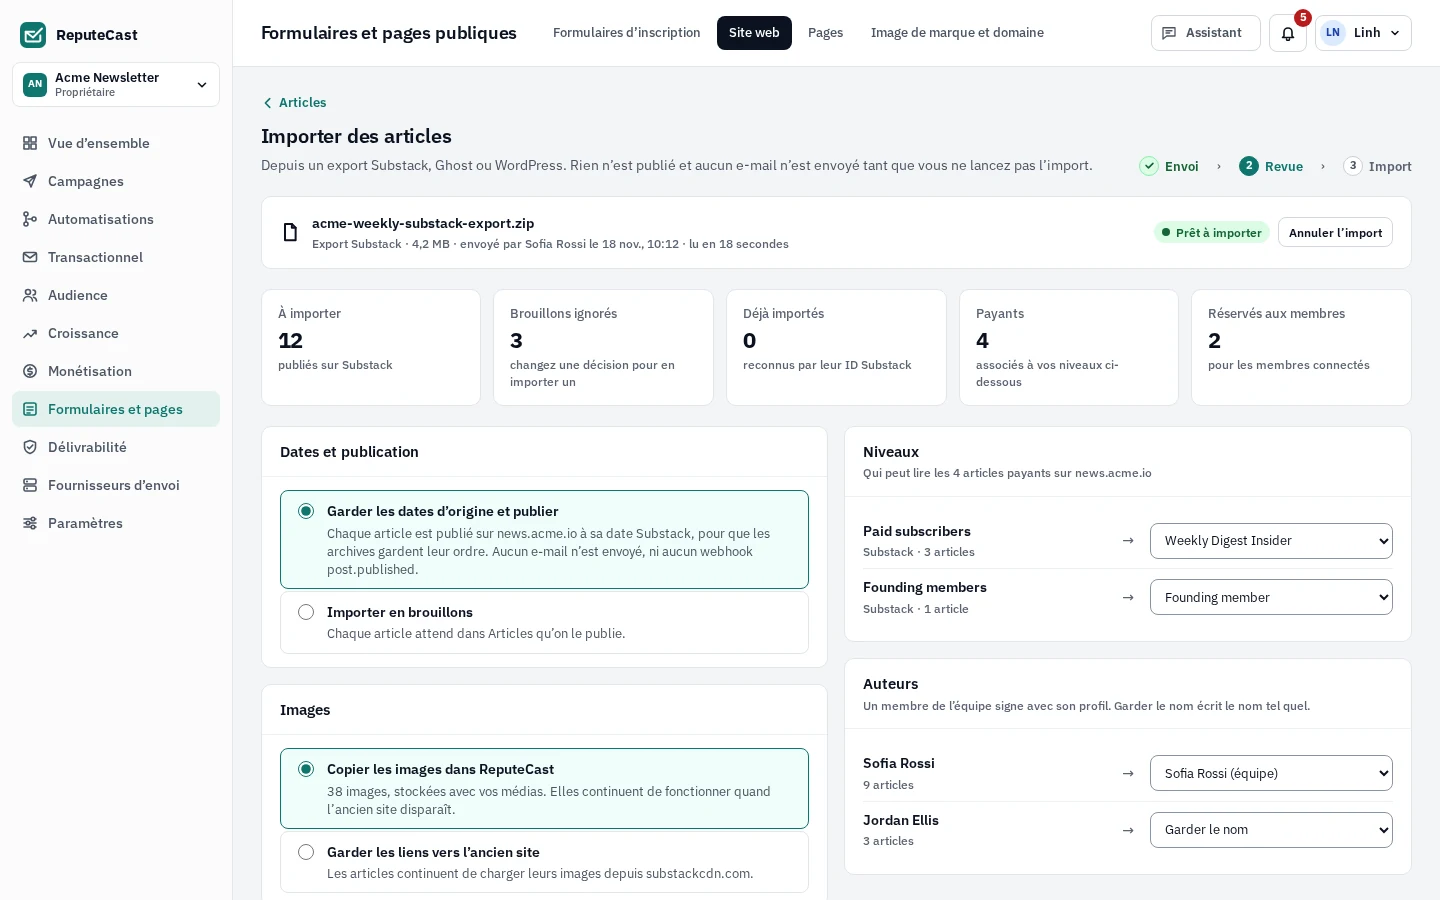 ReputeCast
AN
Acme Newsletter
Propriétaire
Vue d’ensemble
Campagnes
Automatisations
Transactionnel
Audience
Croissance
Monétisation
Formulaires et pages
Délivrabilité
Fournisseurs d’envoi
Paramètres
Formulaires et pages publiques
Formulaires d’inscription
Site web
Pages
Image de marque et domaine
Assistant
5
LN
Linh
Articles
Importer des articles
Depuis un export Substack, Ghost ou WordPress. Rien n’est publié et aucun e-mail n’est envoyé tant que vous ne lancez pas l’import.
Envoi
2 Revue
3 Import
acme-weekly-substack-export.zip
Export Substack · 4,2 MB · envoyé par Sofia Rossi le 18 nov., 10:12 · lu en 18 secondes
Prêt à importer
Annuler l’import
À importer
12
publiés sur Substack
Brouillons ignorés
3
changez une décision pour en
importer un
Déjà importés
0
reconnus par leur ID Substack
Payants
4
associés à vos niveaux ci-
dessous
Réservés aux membres
2
pour les membres connectés
Dates et publication
Garder les dates d’origine et publier
Chaque article est publié sur news.acme.io à sa date Substack, pour que les
archives gardent leur ordre. Aucun e-mail n’est envoyé, ni aucun webhook
post.published.
Importer en brouillons
Chaque article attend dans Articles qu’on le publie.
Images
Copier les images dans ReputeCast
38 images, stockées avec vos médias. Elles continuent de fonctionner quand
l’ancien site disparaît.
Garder les liens vers l’ancien site
Les articles continuent de charger leurs images depuis substackcdn.com.
Niveaux
Qui peut lire les 4 articles payants sur news.acme.io
Paid subscribers
Substack · 3 articles
→
Weekly Digest Insider
Founding members
Substack · 1 article
→
Founding member
Auteurs
Un membre de l’équipe signe avec son profil. Garder le nom écrit le nom tel quel.
Sofia Rossi
9 articles
→
Sofia Rossi (équipe)
Jordan Ellis
3 articles
→
Garder le nom